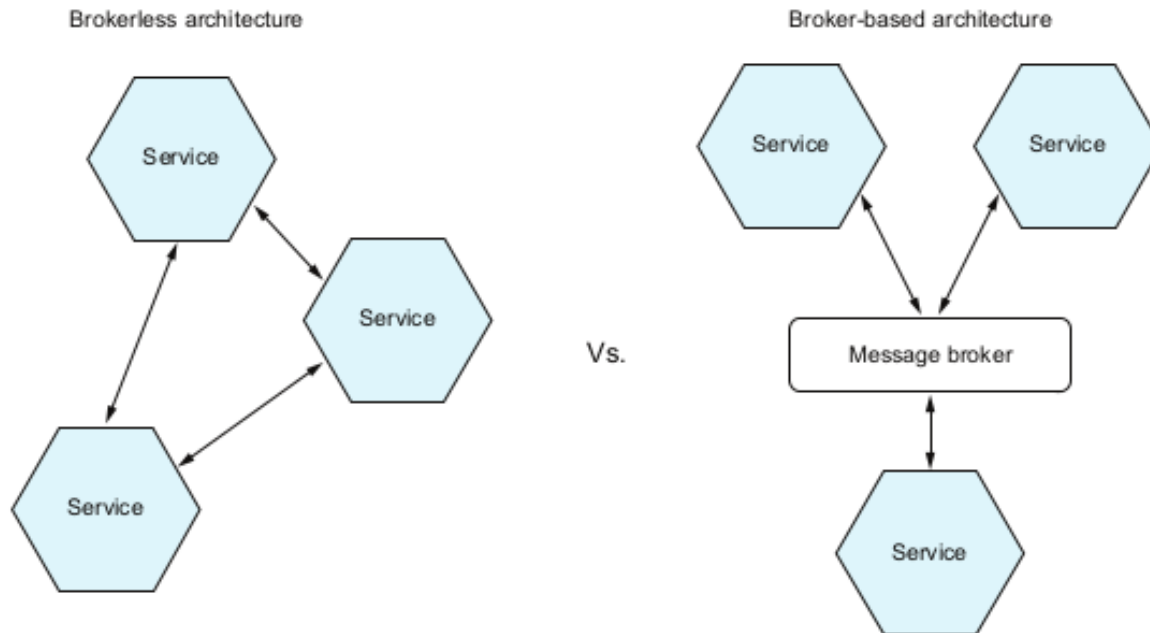 Brokerless architecture
Broker-based architecture
Service
Service
Service
Vs.
Service
Service
Message broker
Service